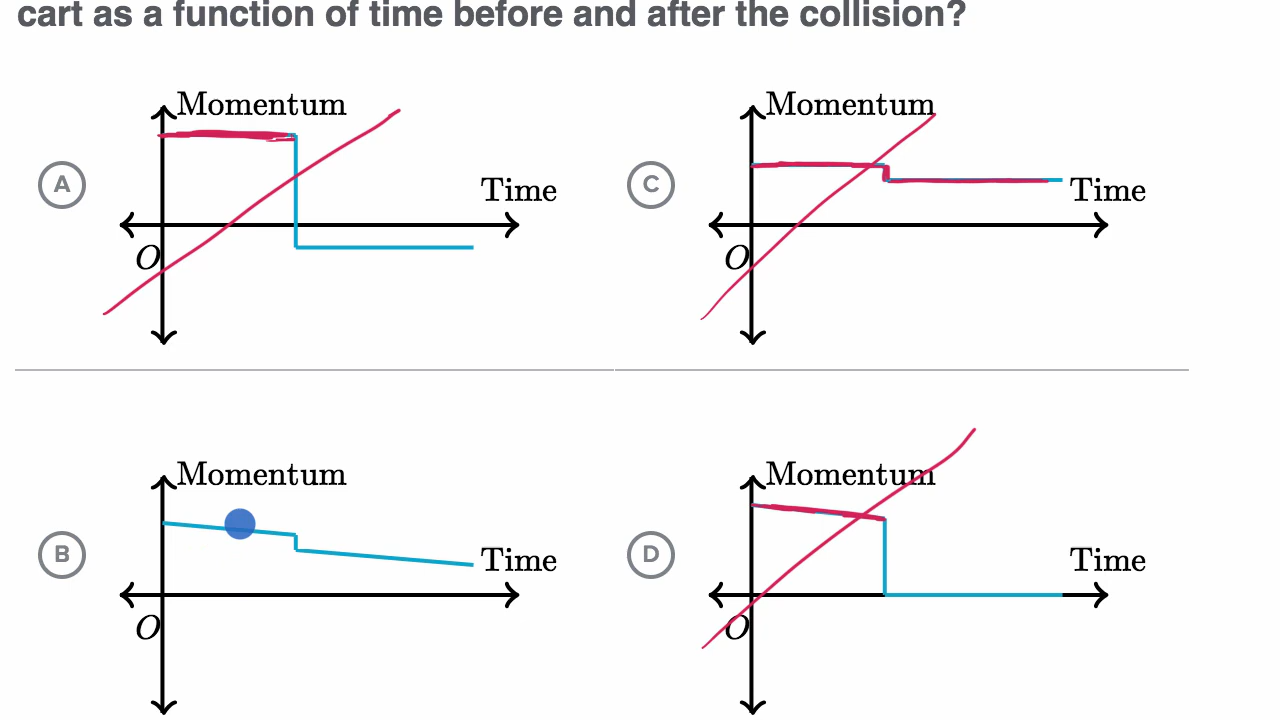 cart as a function of time before and after the collision?
Momentum
A
Time
O
Momentum
C
Time
O
Momentum
B
Time
O
Momentum
D
Time
O